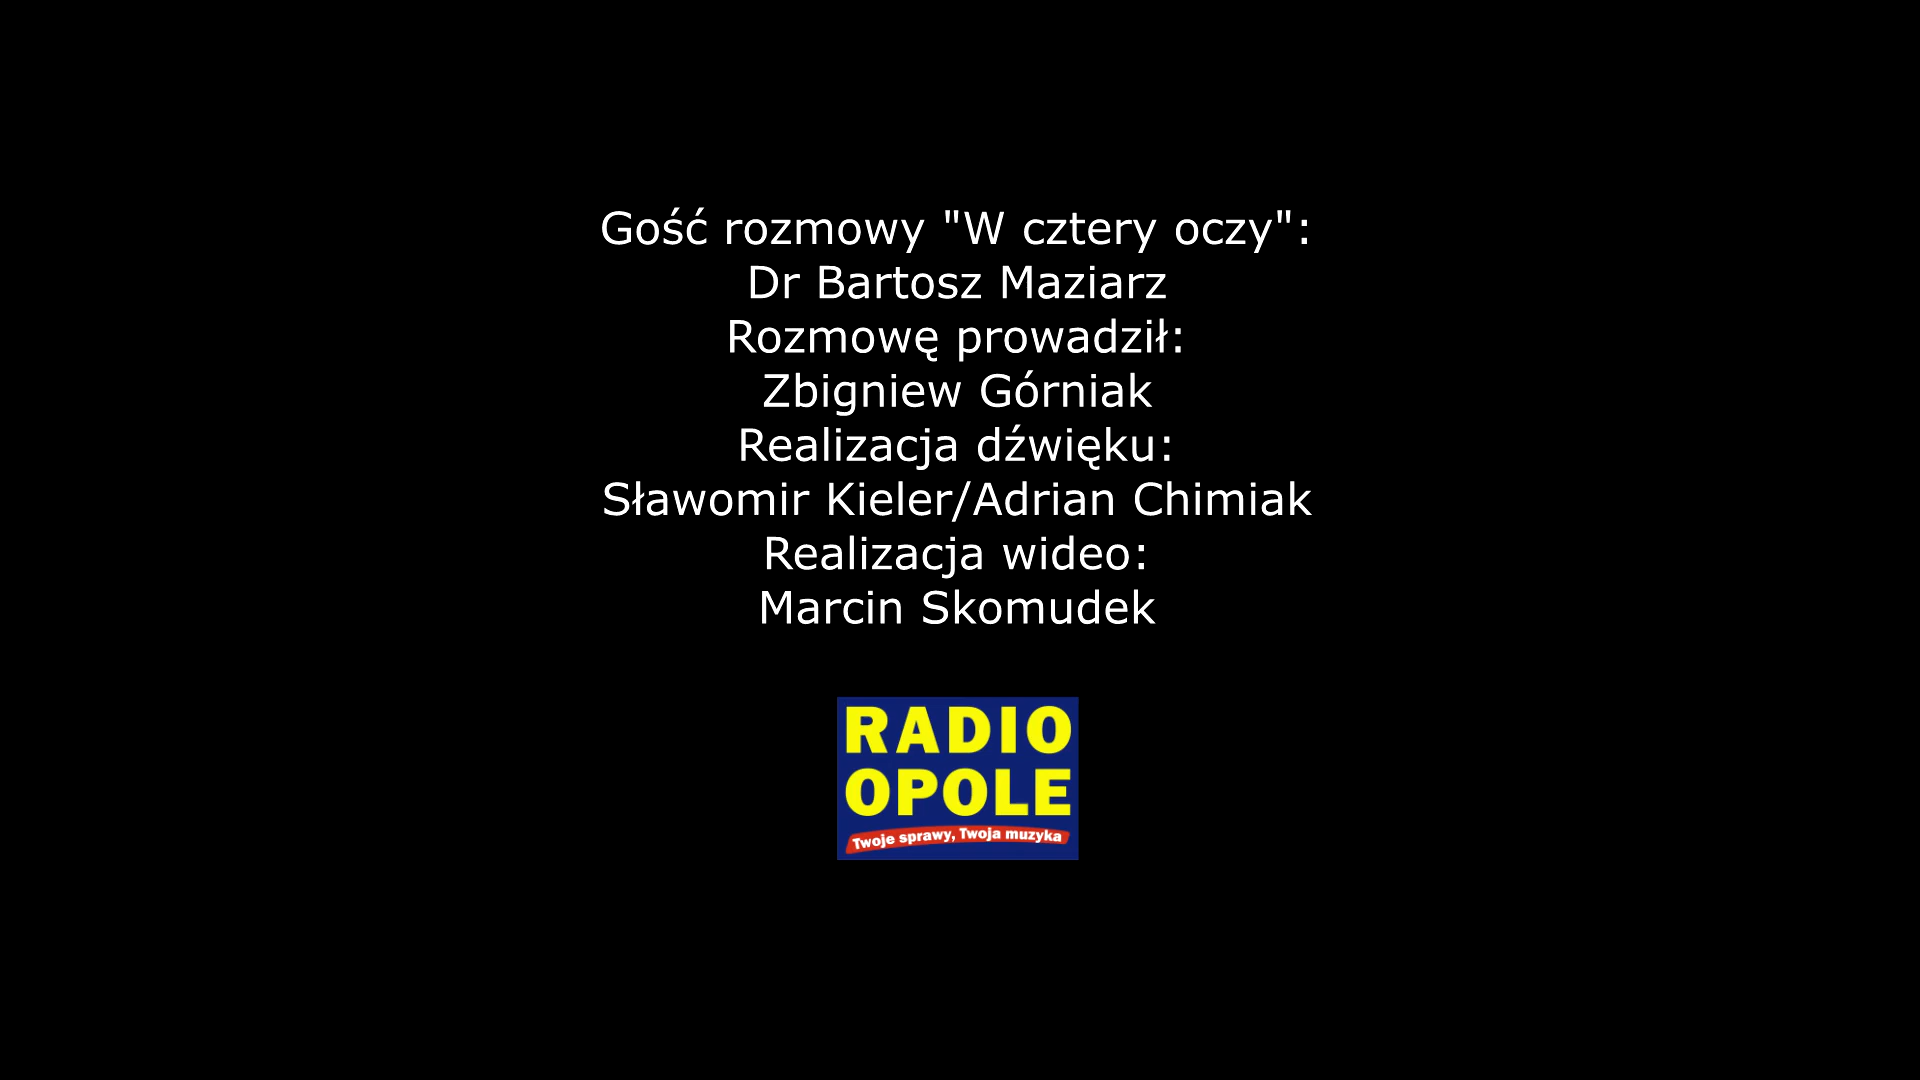 Gość rozmowy "W cztery oczy":
Dr Bartosz Maziarz
Rozmowę prowadził:
Zbigniew Górniak
Realizacja dźwięku:
Sławomir Kieler/Adrian Chimiak
Realizacja wideo:
Marcin Skomudek
RADIO
OPOLE
Twoje sprawy, Twoja muzyka